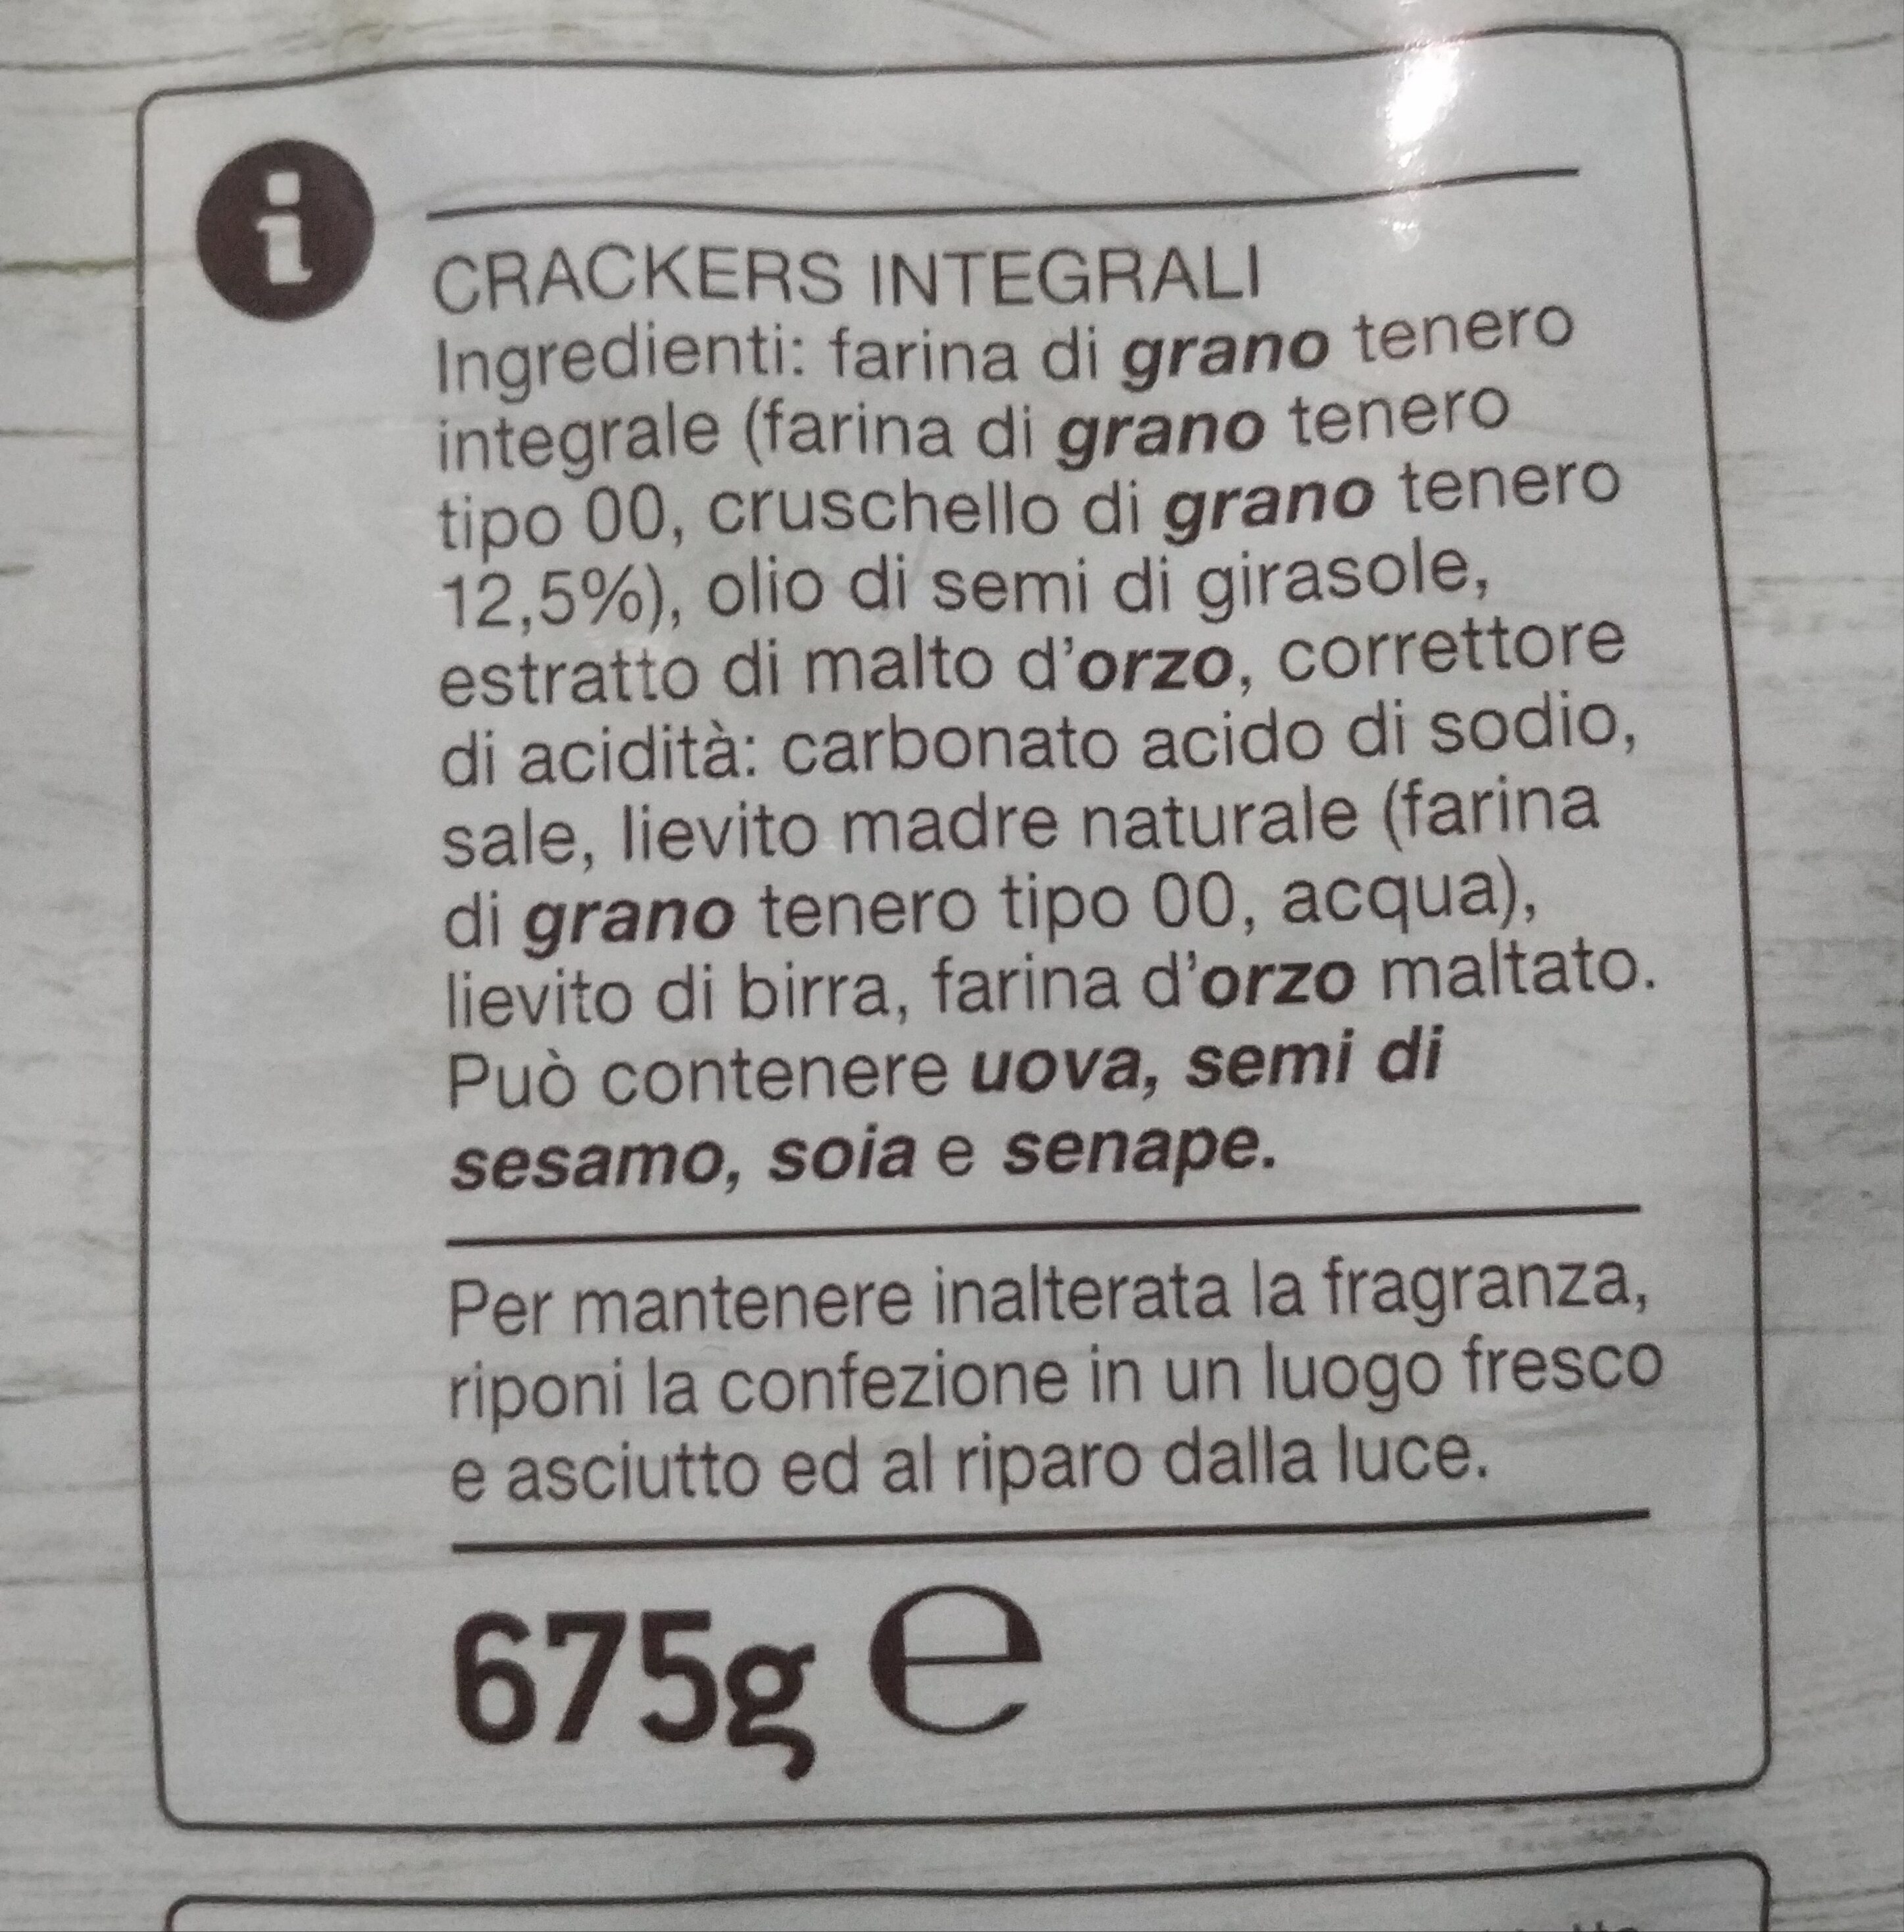 i
CRACKERS INTEGRALI
Ingredienti: farina di grano tenero
integrale (farina di grano tenero
tipo 00, cruschello di grano tenero
12,5%), olio di semi di girasole,
estratto di malto d'orzo, correttore
di acidità: carbonato acido di sodio,
sale, lievito madre naturale (farina
di grano tenero tipo 00, acqua),
lievito di birra, farina d'orzo maltato.
Può contenere uova, semi di
sesamo, soia e senape.
Per mantenere inalterata la fragranza,
riponi la confezione in un luogo fresco
e asciutto ed al riparo dalla luce.
675g e